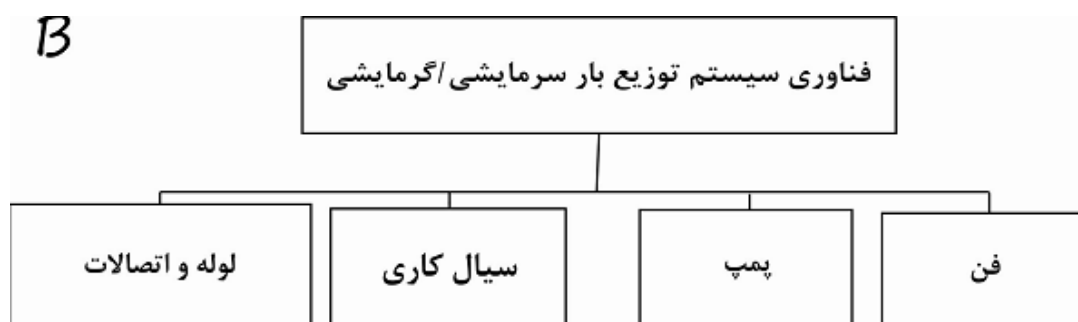 B
فناوری سیستم توزیع بار سرمایشی/گرمایشی
فن
پمپ
سیال کاری
لوله و اتصالات